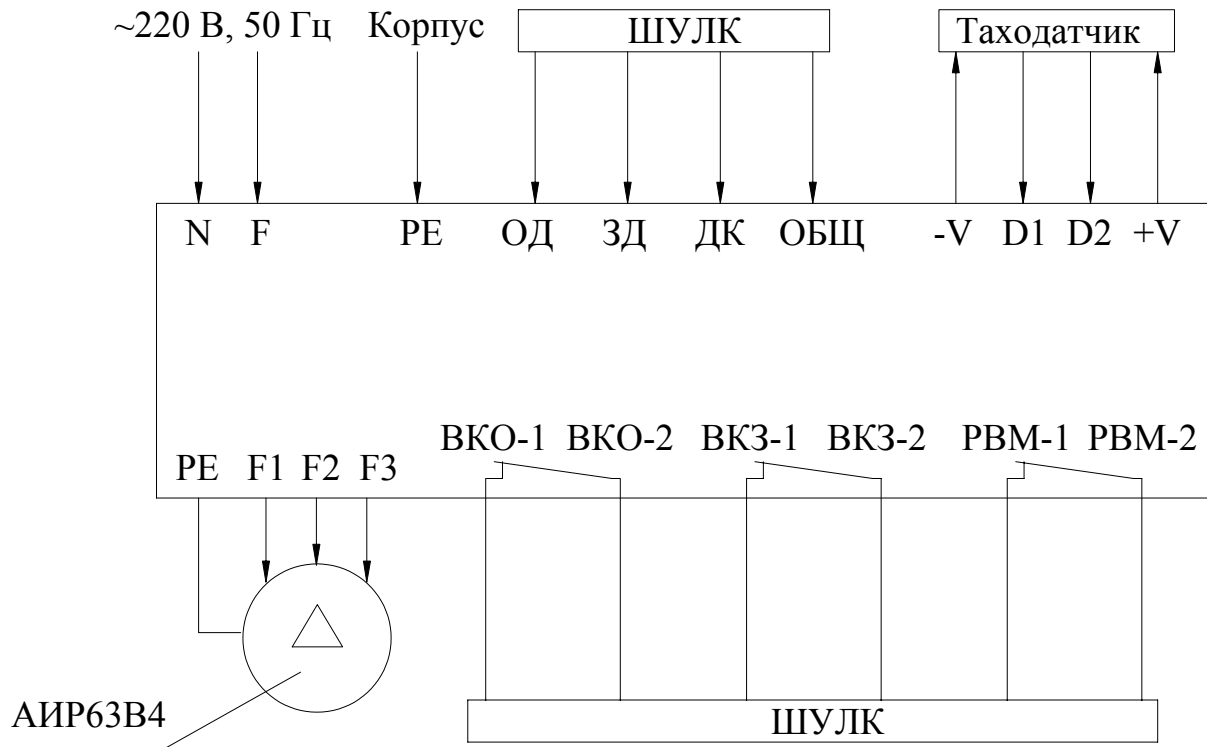 ~220 В, 50 Гц Корпус ШУЛК Таходатчик
N F PE ОД ЗД ДК ОБЩ -V D1 D2 +V
ВКО-1 ВКО-2 ВКЗ-1 ВКЗ-2 РВМ-1 РВМ-2
PE F1 F2 F3
АИР63В4
ШУЛК